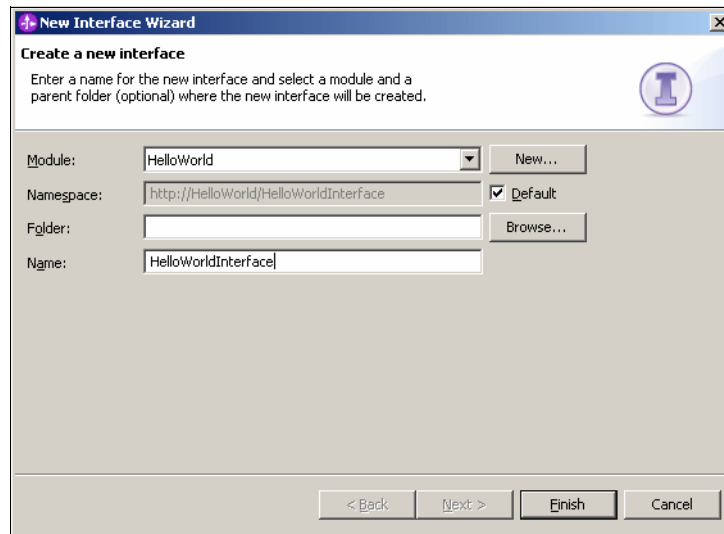 New Interface Wizard
Create a new interface
Enter a name for the new interface and select a module and a
parent folder (optional) where the new interface will be created.
Module: HelloWorld New...
Namespace: http://HelloWorld/HelloWorldInterface Default
Folder: Browse...
Name: HelloWorldInterface
< Back Next > Finish Cancel